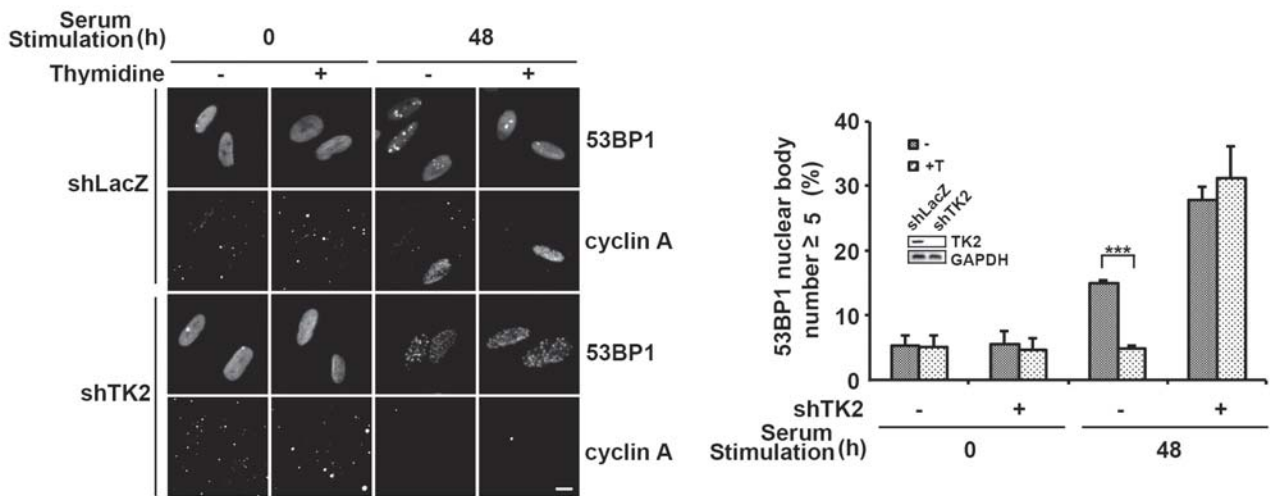 Serum
Stimulation (h) 0 48
Thymidine - + - +
shLacZ
53BP1
cyclin A
shTK2
53BP1
cyclin A
53BP1 nuclear body
number ≥ 5 (%)
40
30
20
10
0
-
+T
shLacZ
shTK2
TK2
GAPDH
***
shTK2 - + - +
Serum
Stimulation (h) 0 48